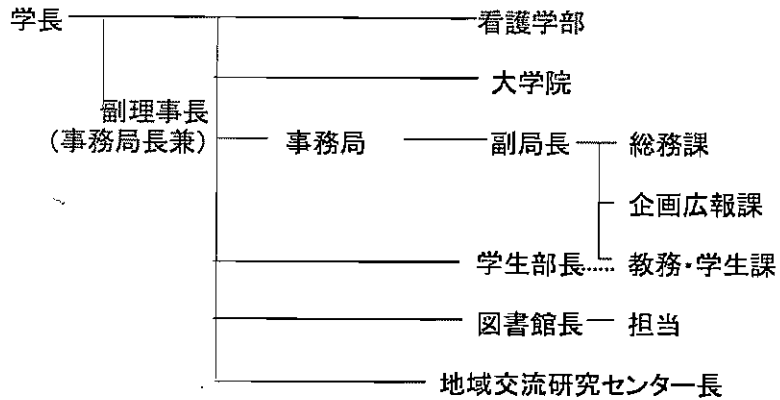 学長 看護学部
大学院
副理事長
(事務局長兼) 事務局 副局長 総務課
企画広報課
学生部長 教務・学生課
図書館長 担当
地域交流研究センター長